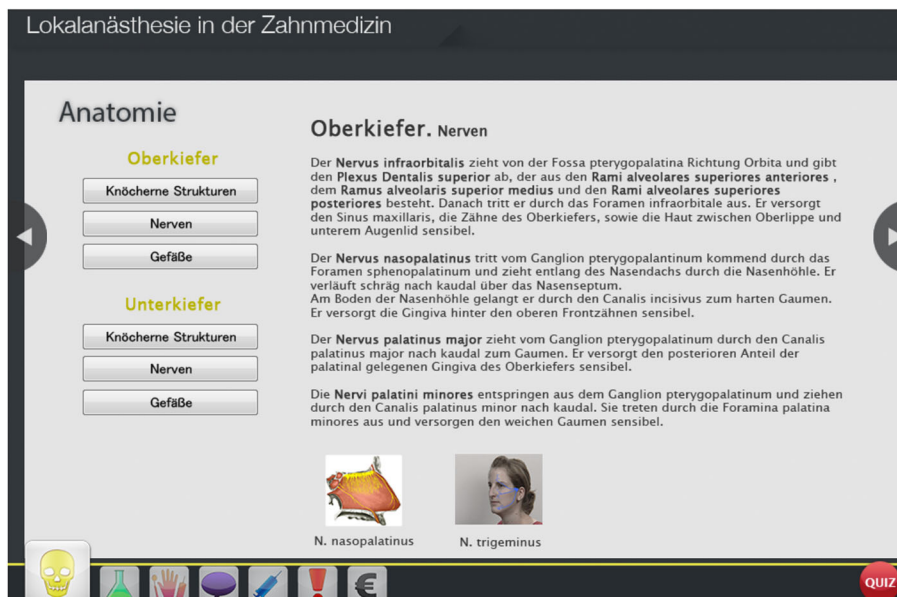 Lokalanästhesie in der Zahnmedizin
Anatomie
Oberkiefer
Knöcherne Strukturen
Nerven
Gefäße
Unterkiefer
Knöcherne Strukturen
Nerven
Gefäße
Oberkiefer. Nerven
Der Nervus infraorbitalis zieht von der Fossa pterygopalatina Richtung Orbita und gibt
den Plexus Dentalis superior ab, der aus den Rami alveolares superiores anteriores ,
dem Ramus alveolaris superior medius und den Rami alveolares superiores
posteriores besteht. Danach tritt er durch das Foramen infraorbitale aus. Er versorgt
den Sinus maxillaris, die Zähne des Oberkiefers, sowie die Haut zwischen Oberlippe und
unterem Augenlid sensibel.
Der Nervus nasopalatinus tritt vom Ganglion pterygopalantinum kommend durch das
Foramen sphenopalatinum und zieht entlang des Nasendachs durch die Nasenhöhle. Er
verläuft schräg nach kaudal über das Nasenseptum.
Am Boden der Nasenhöhle gelangt er durch den Canalis incisivus zum harten Gaumen.
Er versorgt die Gingiva hinter den oberen Frontzähnen sensibel.
Der Nervus palatinus major zieht vom Ganglion pterygopalatinum durch den Canalis
palatinus major nach kaudal zum Gaumen. Er versorgt den posterioren Anteil der
palatinal gelegenen Gingiva des Oberkiefers sensibel.
Die Nervi palatini minores entspringen aus dem Ganglion pterygopalatinum und ziehen
durch den Canalis palatinus minor nach kaudal. Sie treten durch die Foramina palatina
minores aus und versorgen den weichen Gaumen sensibel.
N. nasopalatinus
N. trigeminus
€
QUIZ